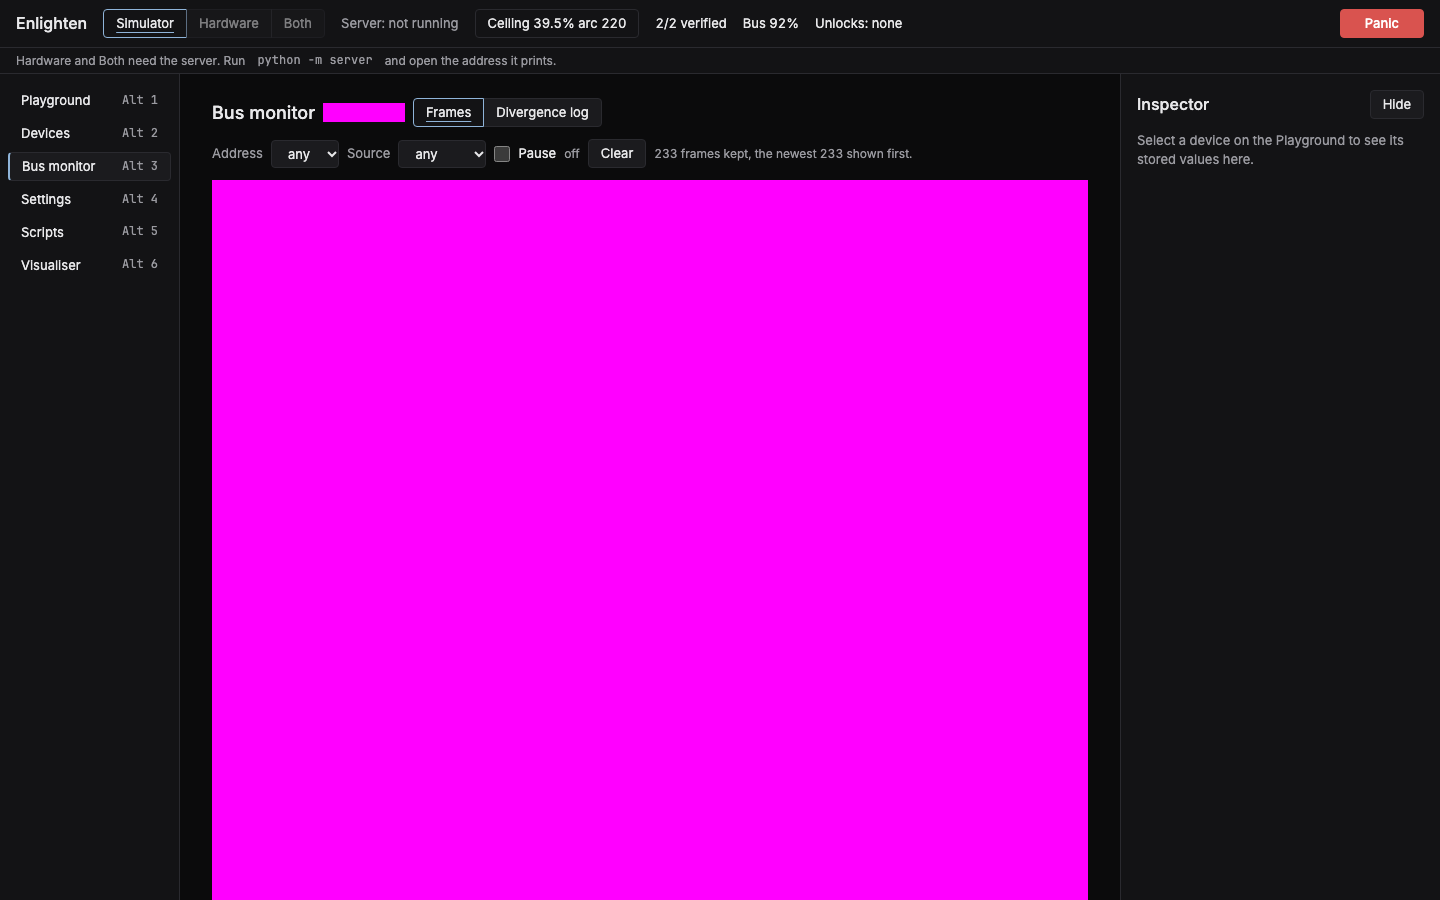 Enlighten Simulator Hardware Both Server: not running Ceiling 39.5% arc 220 2/2 verified Bus 92% Unlocks: none Panic
Hardware and Both need the server. Run python -m server and open the address it prints.
Playground Alt 1
Devices Alt 2
Bus monitor Alt 3
Settings Alt 4
Scripts Alt 5
Visualiser Alt 6
Bus monitor Frames Divergence log
Address any Source any Pause off Clear 233 frames kept, the newest 233 shown first.
Inspector Hide
Select a device on the Playground to see its
stored values here.